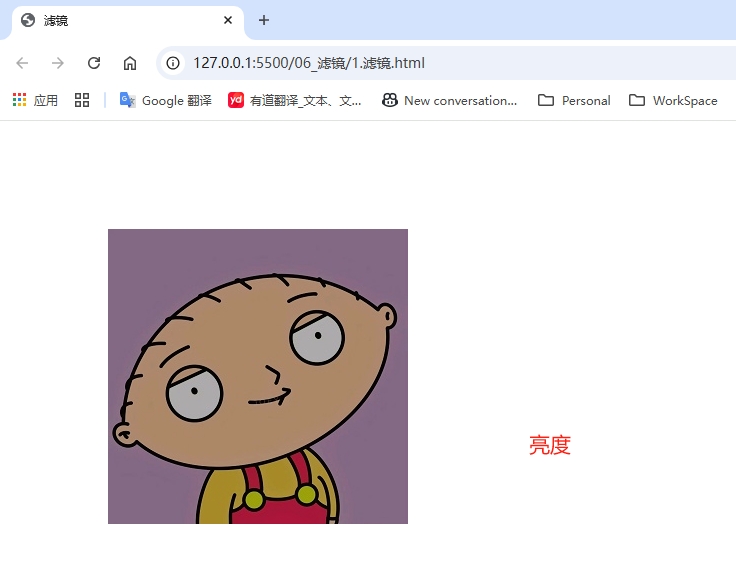 滤镜
127.0.0.1:5500/06_滤镜/1.滤镜.html
应用 Google 翻译 yd 有道翻译_文本、文... New conversation... Personal WorkSpace
亮度